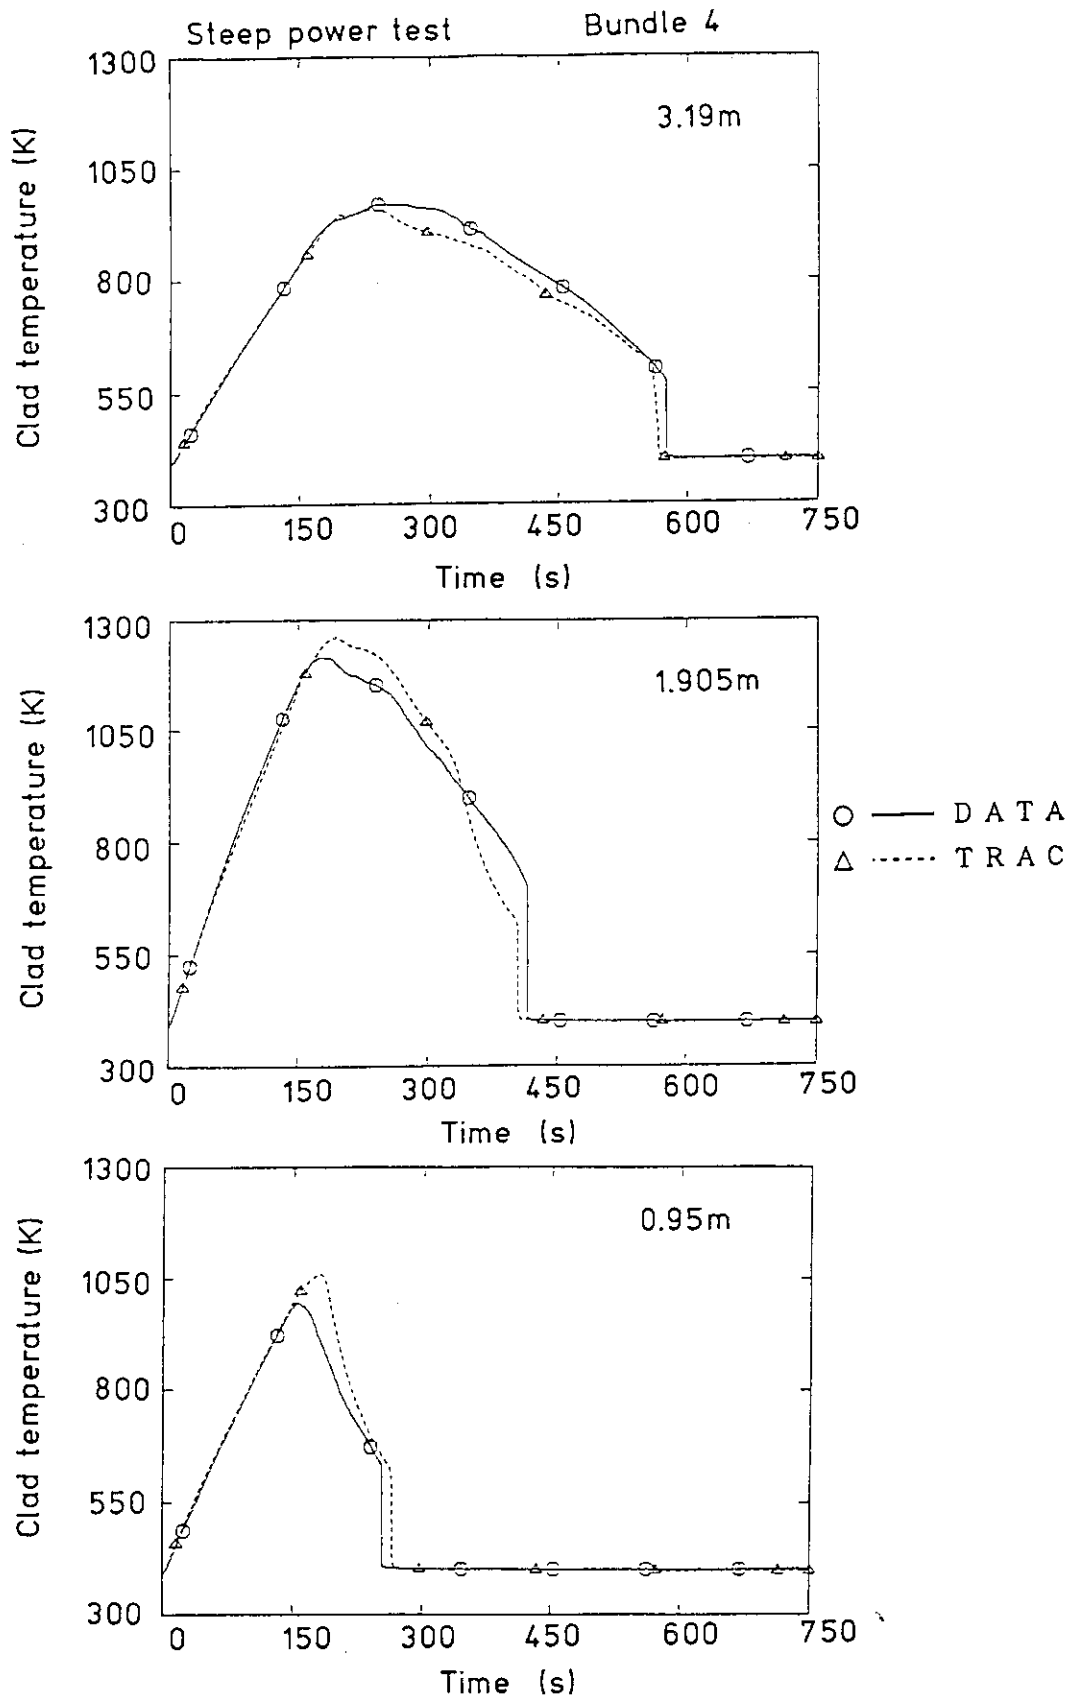 Steep power test Bundle 4
1300
3.19m
1050
800
550
300
0 150 300 450 600 750
Clad temperature (K)
Time (s)
1300
1.905m
1050
800
550
300
0 150 300 450 600 750
Clad temperature (K)
Time (s)
DATA
TRAC
1300
0.95m
1050
800
550
300
0 150 300 450 600 750
Clad temperature (K)
Time (s)